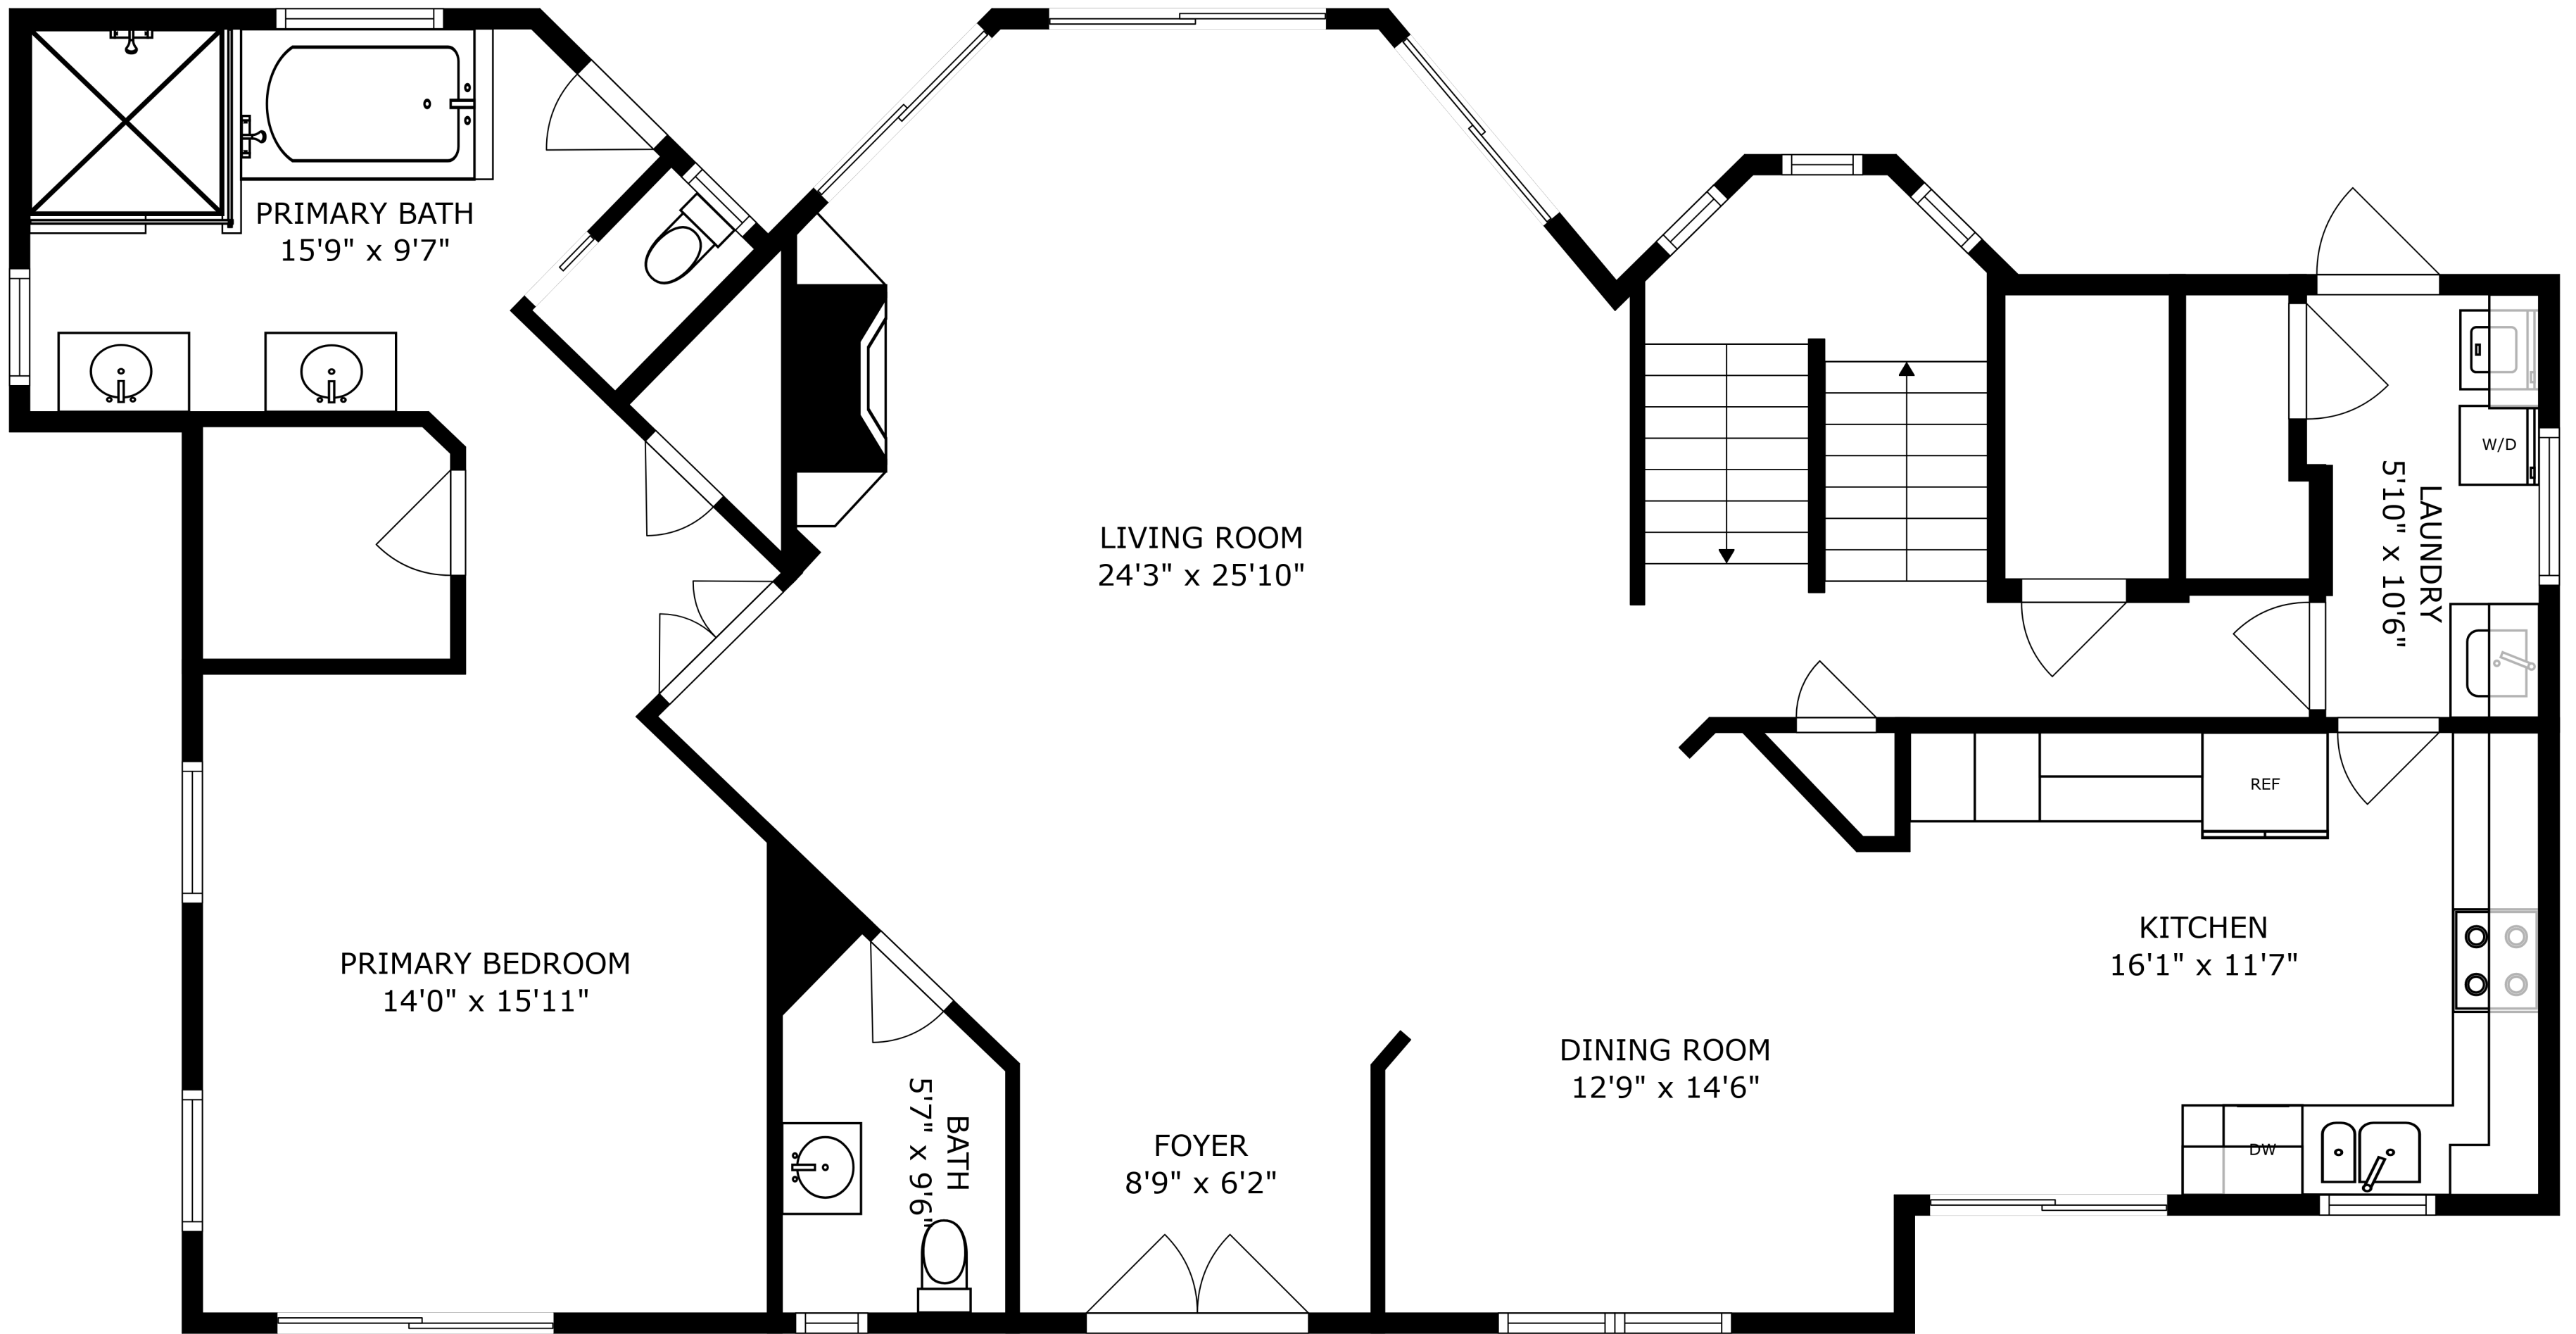 PRIMARY BATH
15'9" x 9'7"
LIVING ROOM
24'3" x 25'10"
W/D
LAUNDRY
5'10" x 10'6"
REF
KITCHEN
16'1" x 11'7"
PRIMARY BEDROOM
14'0" x 15'11"
DINING ROOM
12'9" x 14'6"
BATH
5'7" x 9'6"
FOYER
8'9" x 6'2"
DW